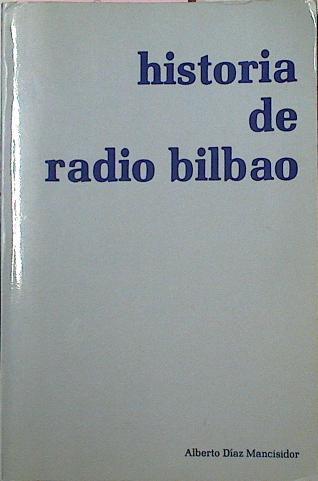 historia
de
radio bilbao
Alberto Díaz Mancisidor